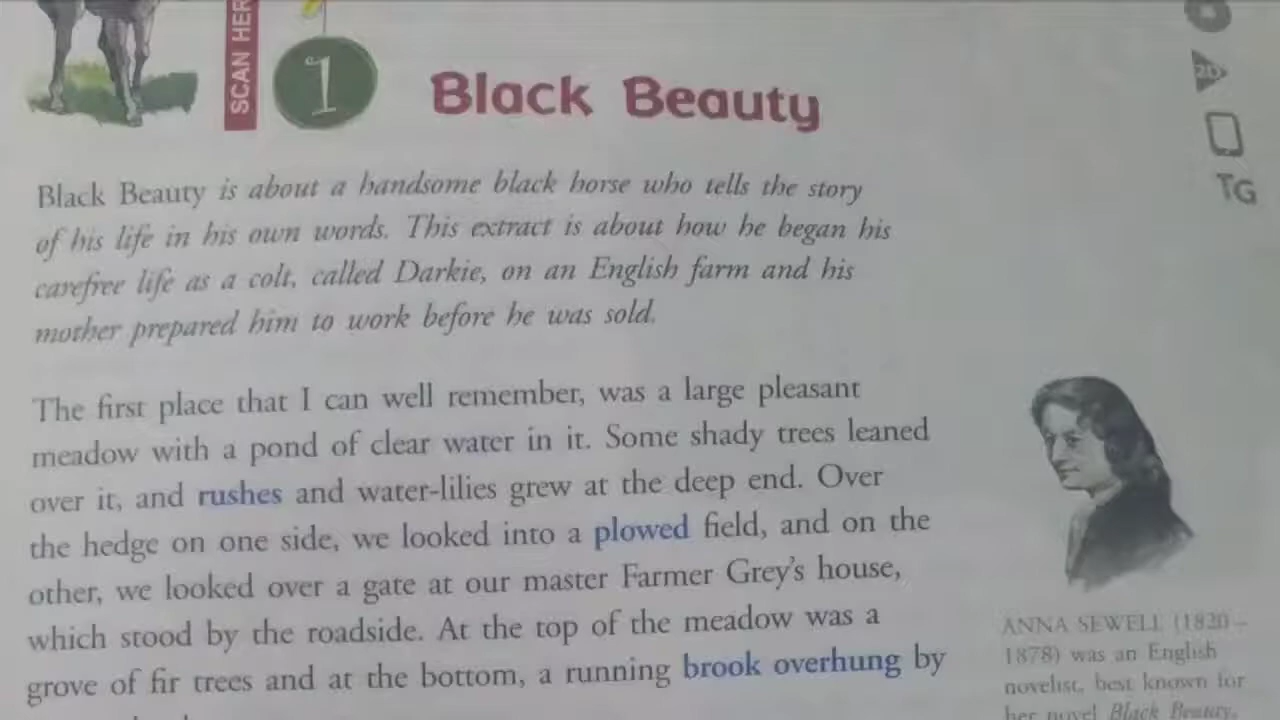 SCAN HER
1
Black Beauty
2D
TG
Black Beauty is about a handsome black horse who tells the story
of his life in his own words. This extract is about how he began his
carefree life as a colt, called Darkie, on an English farm and his
mother prepared him to work before he was sold.
The first place that I can well remember, was a large pleasant
meadow with a pond of clear water in it. Some shady trees leaned
over it, and rushes and water-lilies grew at the deep end. Over
the hedge on one side, we looked into a plowed field, and on the
other, we looked over a gate at our master Farmer Grey's house,
which stood by the roadside. At the top of the meadow was a
grove of fir trees and at the bottom, a running brook overhung by
ANNA SEWELL (1820 –
1878) was an English
novelist, best known for
her novel Black Beauty,